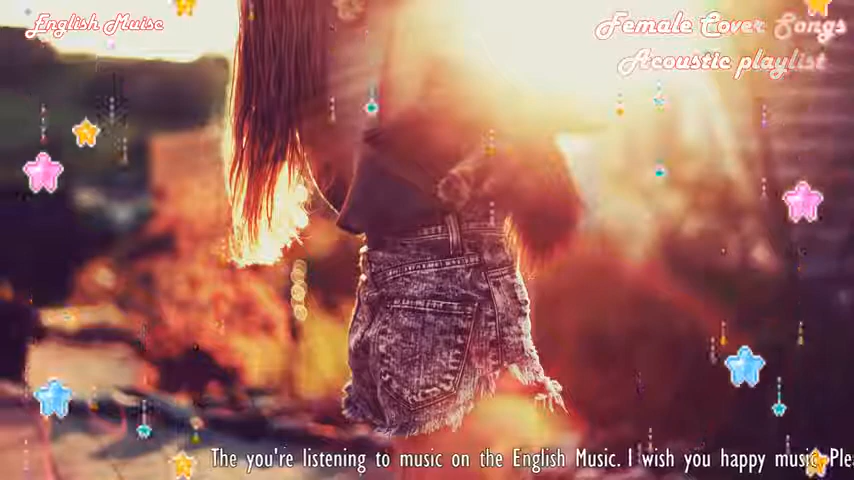 English Muisc
Female Cover Songs
Acoustic playlist
The you're listening to music on the English Music. I wish you happy music. Ple